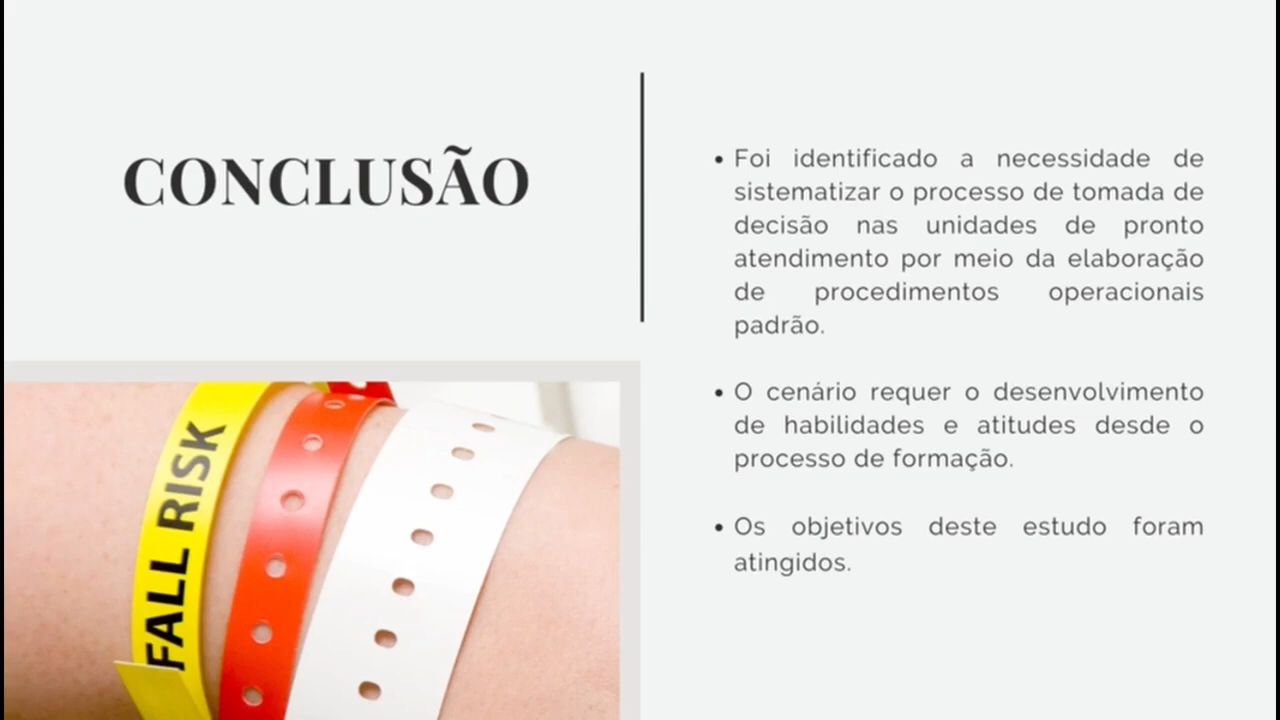 CONCLUSÃO
• Foi identificado a necessidade de
sistematizar o processo de tomada de
decisão nas unidades de pronto
atendimento por meio da elaboração
de procedimentos operacionais
padrão.
• O cenário requer o desenvolvimento
de habilidades e atitudes desde o
processo de formação.
• Os objetivos deste estudo foram
atingidos.
FALL RISK